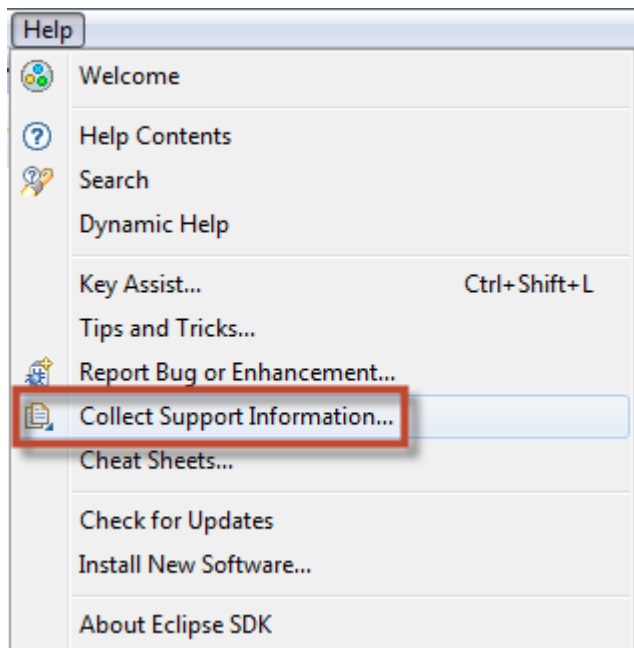 Help
Welcome
Help Contents
Search
Dynamic Help
Key Assist... Ctrl+Shift+L
Tips and Tricks...
Report Bug or Enhancement...
Collect Support Information...
Cheat Sheets...
Check for Updates
Install New Software...
About Eclipse SDK